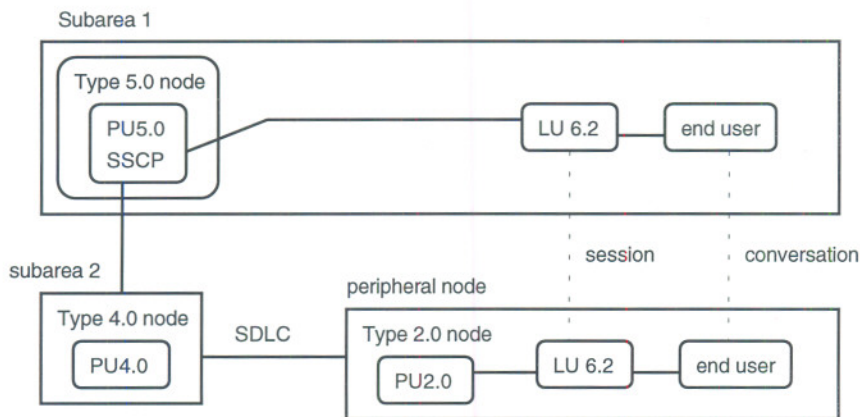 Subarea 1
Type 5.0 node
PU5.0
SSCP
LU 6.2
end user
session
conversation
subarea 2
Type 4.0 node
PU4.0
SDLC
peripheral node
Type 2.0 node
PU2.0
LU 6.2
end user